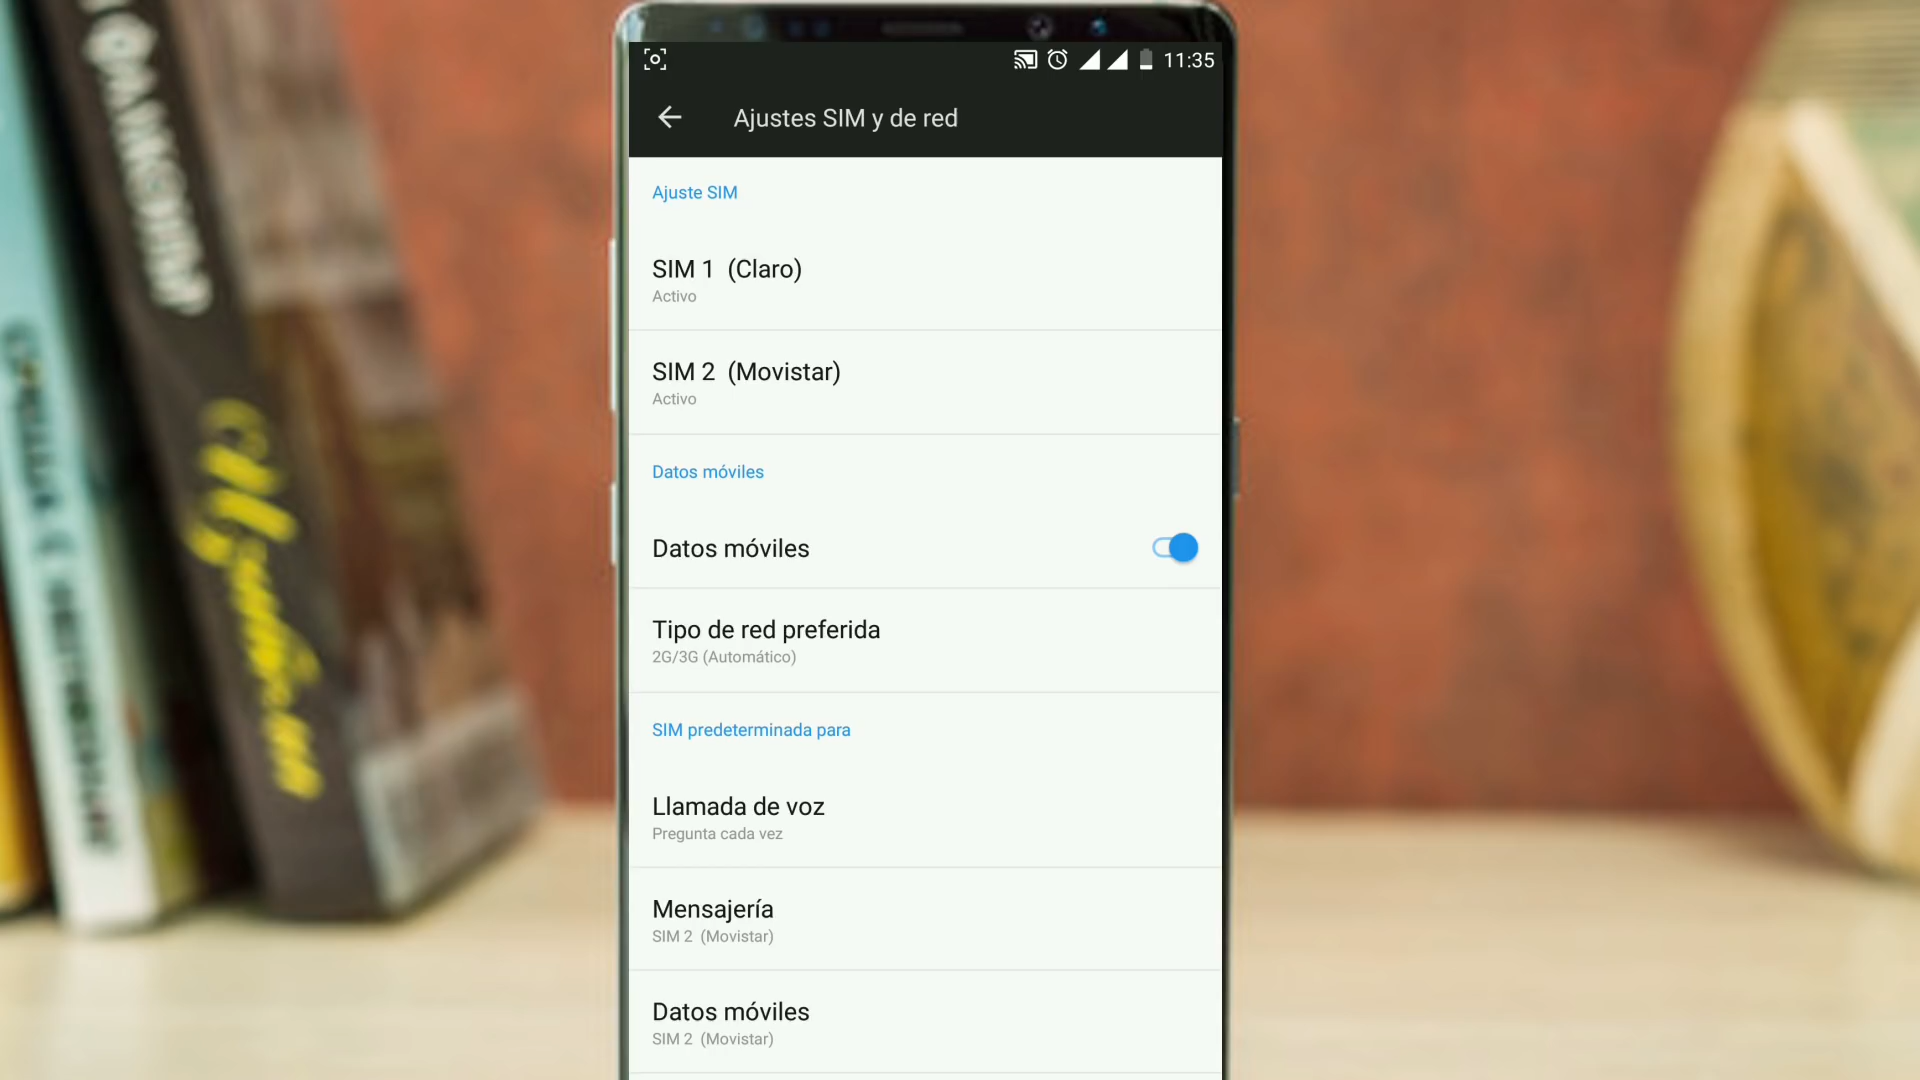 11:35
Ajustes SIM y de red
Ajuste SIM
SIM 1 (Claro)
Activo
SIM 2 (Movistar)
Activo
Datos móviles
Datos móviles
Tipo de red preferida
2G/3G (Automático)
SIM predeterminada para
Llamada de voz
Pregunta cada vez
Mensajería
SIM 2 (Movistar)
Datos móviles
SIM 2 (Movistar)